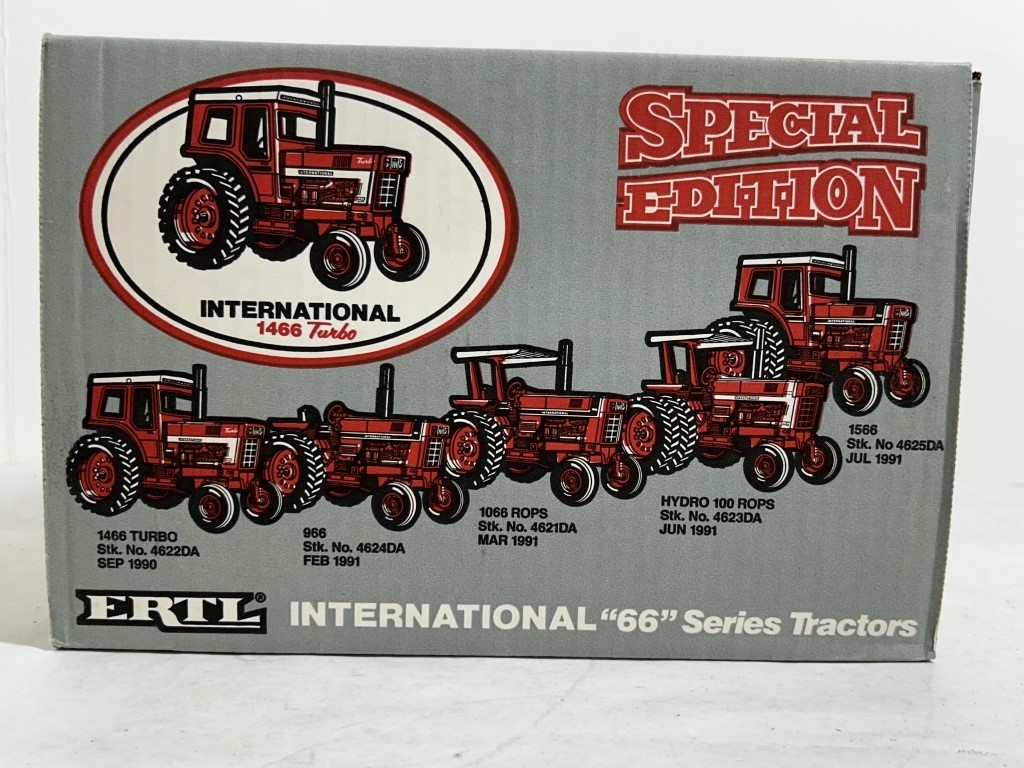 SPECIAL
EDITION
INTERNATIONAL
1466 Turbo
1466 TURBO
Stk. No. 4622DA
SEP 1990
966
Stk. No. 4624DA
FEB 1991
1066 ROPS
Stk. No. 4621DA
MAR 1991
HYDRO 100 ROPS
Stk. No. 4623DA
JUN 1991
1566
Stk. No 4625DA
JUL 1991
ERTL®
INTERNATIONAL "66" Series Tractors